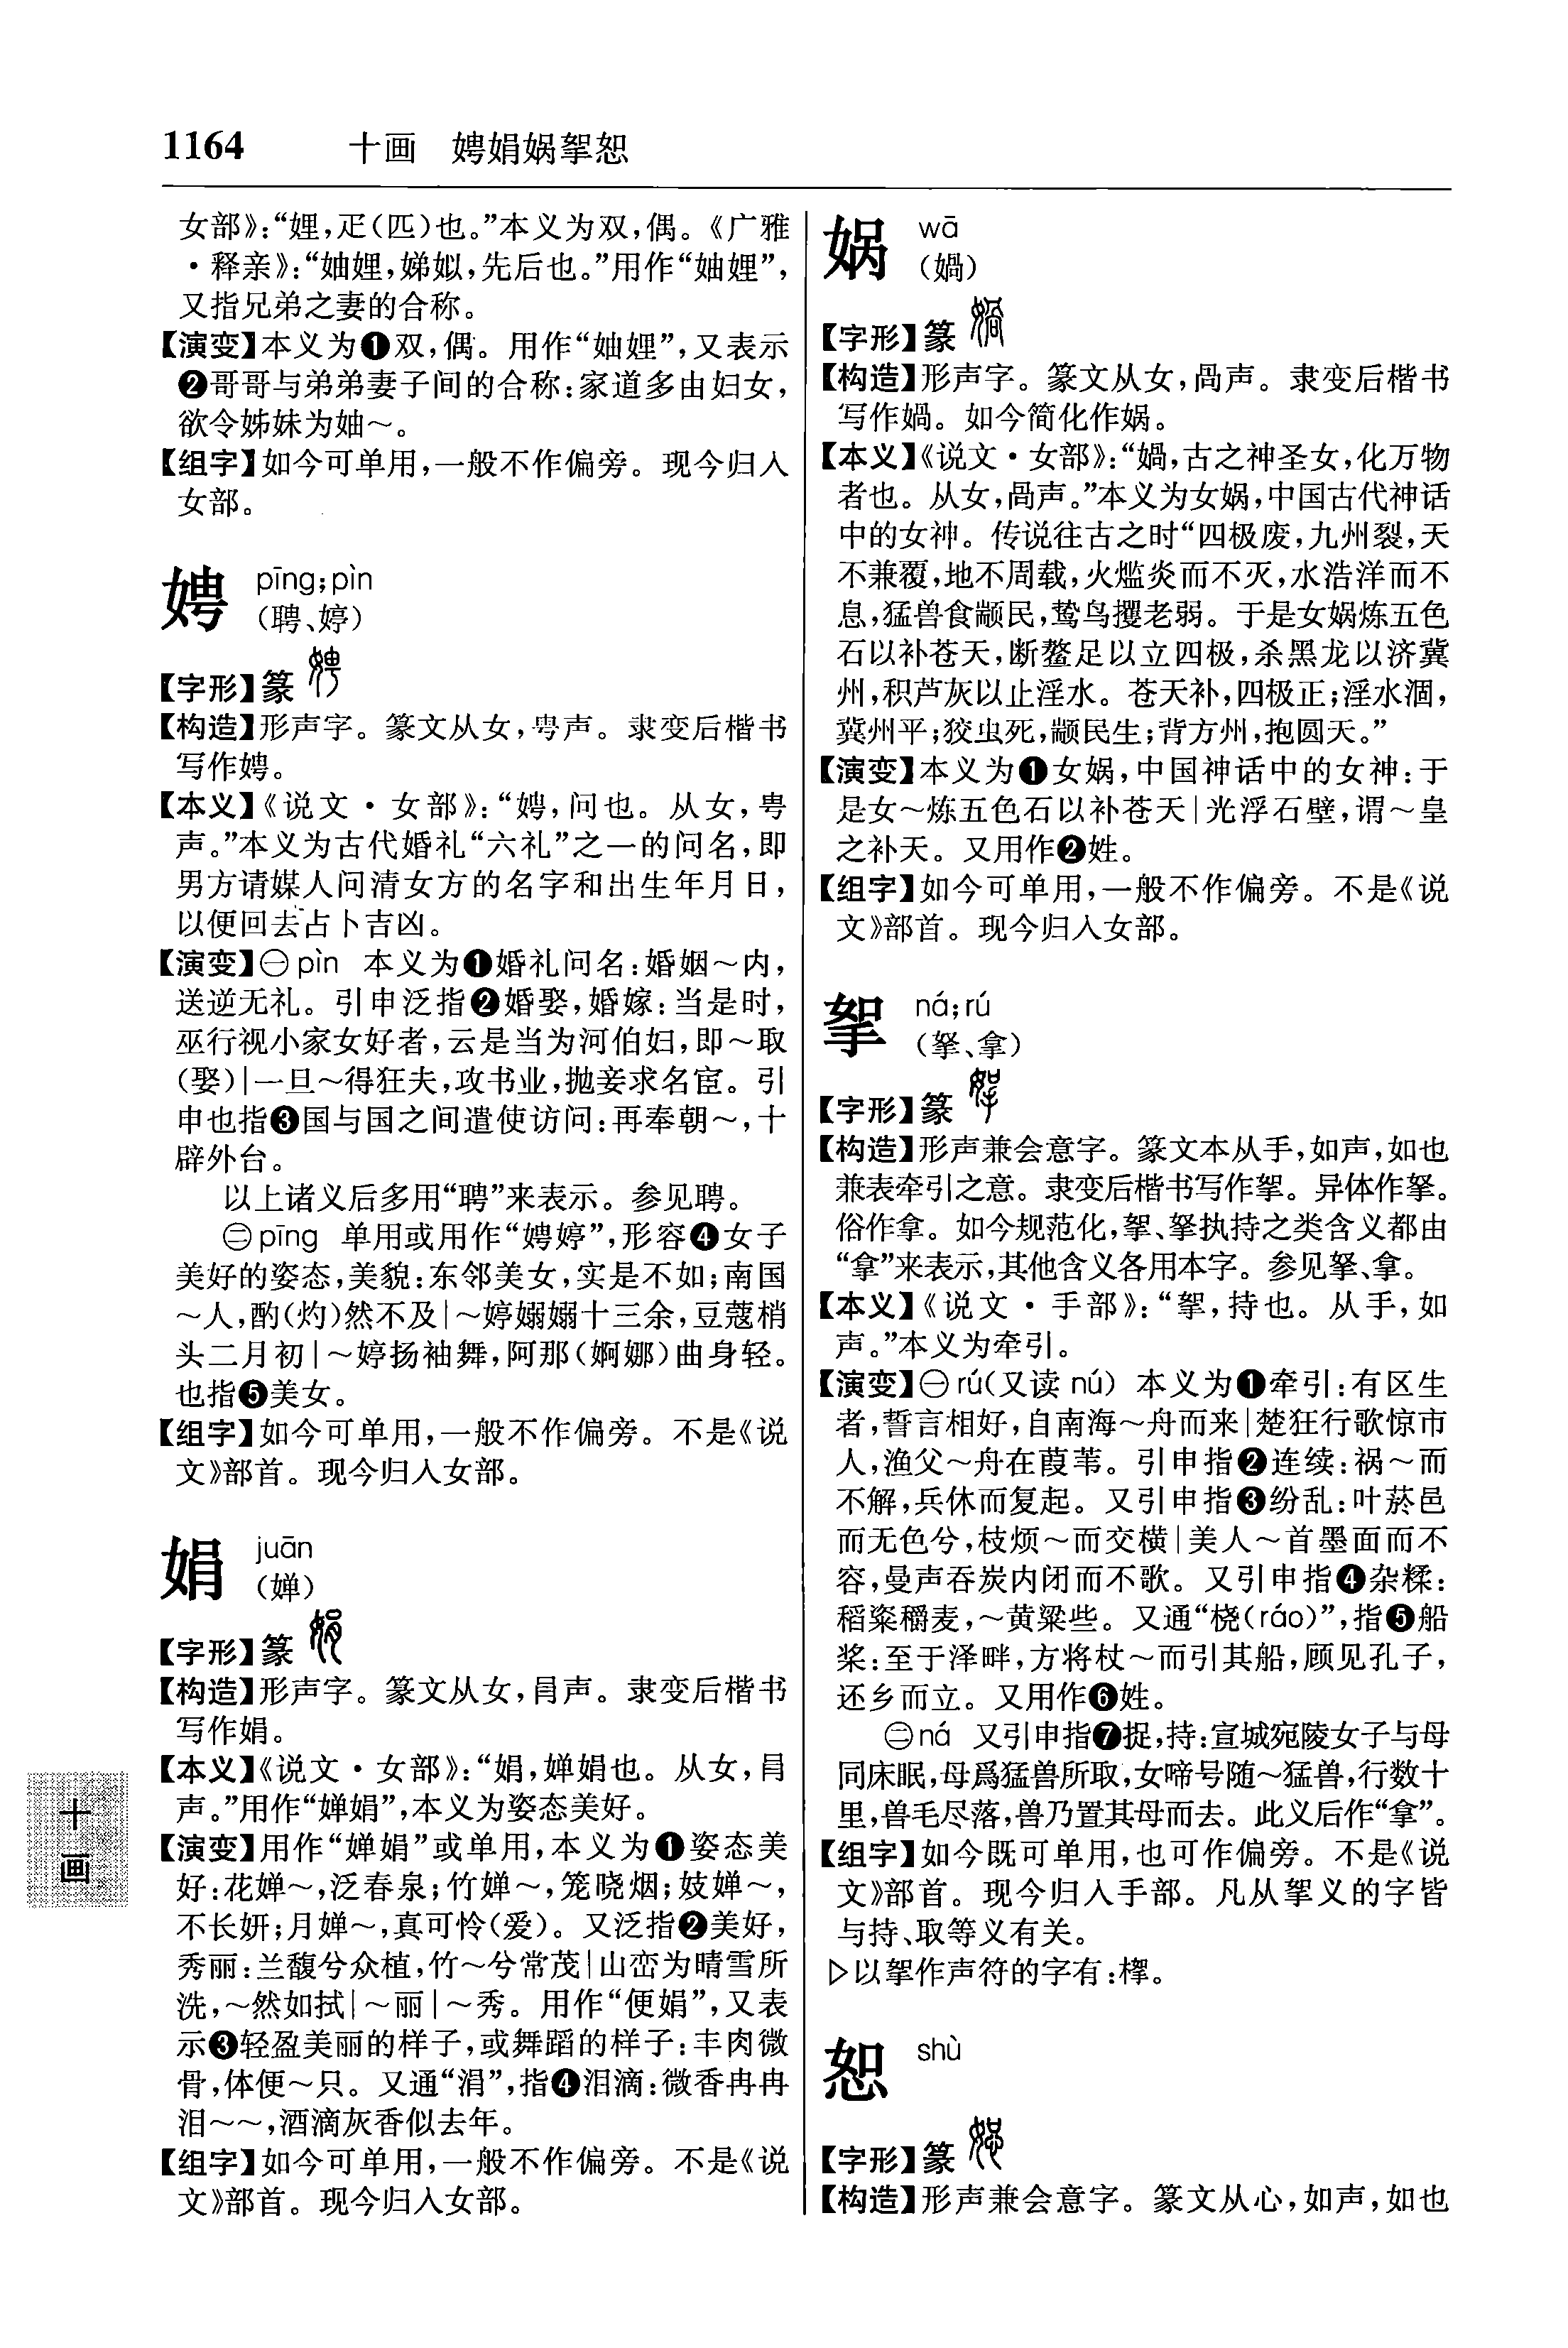 1164 十画 娉娟娲挐恕
女部》：“娌，疋（匹）也。”本义为双，偶。《广雅
·释亲》：“妯娌，娣姒，先后也。”用作“妯娌”，
又指兄弟之妻的合称。
【演变】本义为❶双，偶。用作“妯娌”，又表示
❷哥哥与弟弟妻子间的合称：家道多由妇女，
欲令姊妹为妯～。
【组字】如今可单用，一般不作偏旁。现今归入
女部。
娉 pīng；pìn
（聘、婷）
【字形】篆
【构造】形声字。篆文从女，甹声。隶变后楷书
写作娉。
【本义】《说文·女部》：“娉，问也。从女，甹
声。”本义为古代婚礼“六礼”之一的问名，即
男方请媒人问清女方的名字和出生年月日，
以便回去占卜吉凶。
【演变】㊀pìn 本义为❶婚礼问名：婚姻～内，
送逆无礼。引申泛指❷婚娶，婚嫁：当是时，
巫行视小家女好者，云是当为河伯妇，即～取
（娶）|一旦～得狂夫，攻书业，抛妾求名宦。引
申也指❸国与国之间遣使访问：再奉朝～，十
辟外台。
以上诸义后多用“聘”来表示。参见聘。
㊁pīng 单用或用作“娉婷”，形容❹女子
美好的姿态，美貌：东邻美女，实是不如；南国
～人，酌（灼）然不及|～婷嫋嫋十三余，豆蔻梢
头二月初|～婷扬袖舞，阿那（婀娜）曲身轻。
也指❺美女。
【组字】如今可单用，一般不作偏旁。不是《说
文》部首。现今归入女部。
娟 juān
（婵）
【字形】篆
【构造】形声字。篆文从女，肙声。隶变后楷书
写作娟。
【本义】《说文·女部》：“娟，婵娟也。从女，肙
声。”用作“婵娟”，本义为姿态美好。
【演变】用作“婵娟”或单用，本义为❶姿态美
好：花婵～，泛春泉；竹婵～，笼晓烟；妓婵～，
不长妍；月婵～，真可怜（爱）。又泛指❷美好，
秀丽：兰馥兮众植，竹～兮常茂|山峦为晴雪所
洗，～然如拭|～丽|～秀。用作“便娟”，又表
示❸轻盈美丽的样子，或舞蹈的样子：丰肉微
骨，体便～只。又通“涓”，指❹泪滴：微香冉冉
泪～～，酒滴灰香似去年。
【组字】如今可单用，一般不作偏旁。不是《说
文》部首。现今归入女部。
娲 wā
（媧）
【字形】篆
【构造】形声字。篆文从女，咼声。隶变后楷书
写作媧。如今简化作娲。
【本义】《说文·女部》：“媧，古之神圣女，化万物
者也。从女，咼声。”本义为女娲，中国古代神话
中的女神。传说往古之时“四极废，九州裂，天
不兼覆，地不周载，火爁炎而不灭，水浩洋而不
息，猛兽食颛民，鸷鸟攫老弱。于是女娲炼五色
石以补苍天，断鳌足以立四极，杀黑龙以济冀
州，积芦灰以止淫水。苍天补，四极正；淫水涸，
冀州平；狡虫死，颛民生；背方州，抱圆天。”
【演变】本义为❶女娲，中国神话中的女神：于
是女～炼五色石以补苍天|光浮石壁，谓～皇
之补天。又用作❷姓。
【组字】如今可单用，一般不作偏旁。不是《说
文》部首。现今归入女部。
挐 ná；rú
（拏、拿）
【字形】篆
【构造】形声兼会意字。篆文本从手，如声，如也
兼表牵引之意。隶变后楷书写作挐。异体作拏。
俗作拿。如今规范化，挐、拏执持之类含义都由
“拿”来表示，其他含义各用本字。参见拏、拿。
【本义】《说文·手部》：“挐，持也。从手，如
声。”本义为牵引。
【演变】㊀rú（又读 nú） 本义为❶牵引：有区生
者，誓言相好，自南海～舟而来|楚狂行歌惊市
人，渔父～舟在葭苇。引申指❷连续：祸～而
不解，兵休而复起。又引申指❸纷乱：叶菸邑
而无色兮，枝烦～而交横|美人～首墨面而不
容，曼声吞炭内闭而不歌。又引申指❹杂糅：
稻粢穱麦，～黄粱些。又通“桡（ráo）”，指❺船
桨：至于泽畔，方将杖～而引其船，顾见孔子，
还乡而立。又用作❻姓。
㊁ná 又引申指❼捉，持：宣城宛陵女子与母
同床眠，母爲猛兽所取，女啼号随～猛兽，行数十
里，兽毛尽落，兽乃置其母而去。此义后作“拿”。
【组字】如今既可单用，也可作偏旁。不是《说
文》部首。现今归入手部。凡从挐义的字皆
与持、取等义有关。
▷以挐作声符的字有：㯮。
恕 shù
【字形】篆
【构造】形声兼会意字。篆文从心，如声，如也
十画